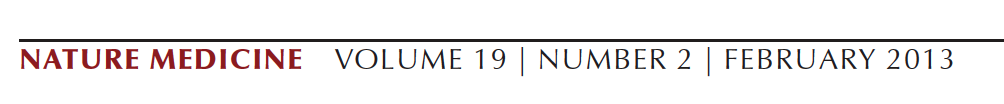 NATURE MEDICINE VOLUME 19 | NUMBER 2 | FEBRUARY 2013